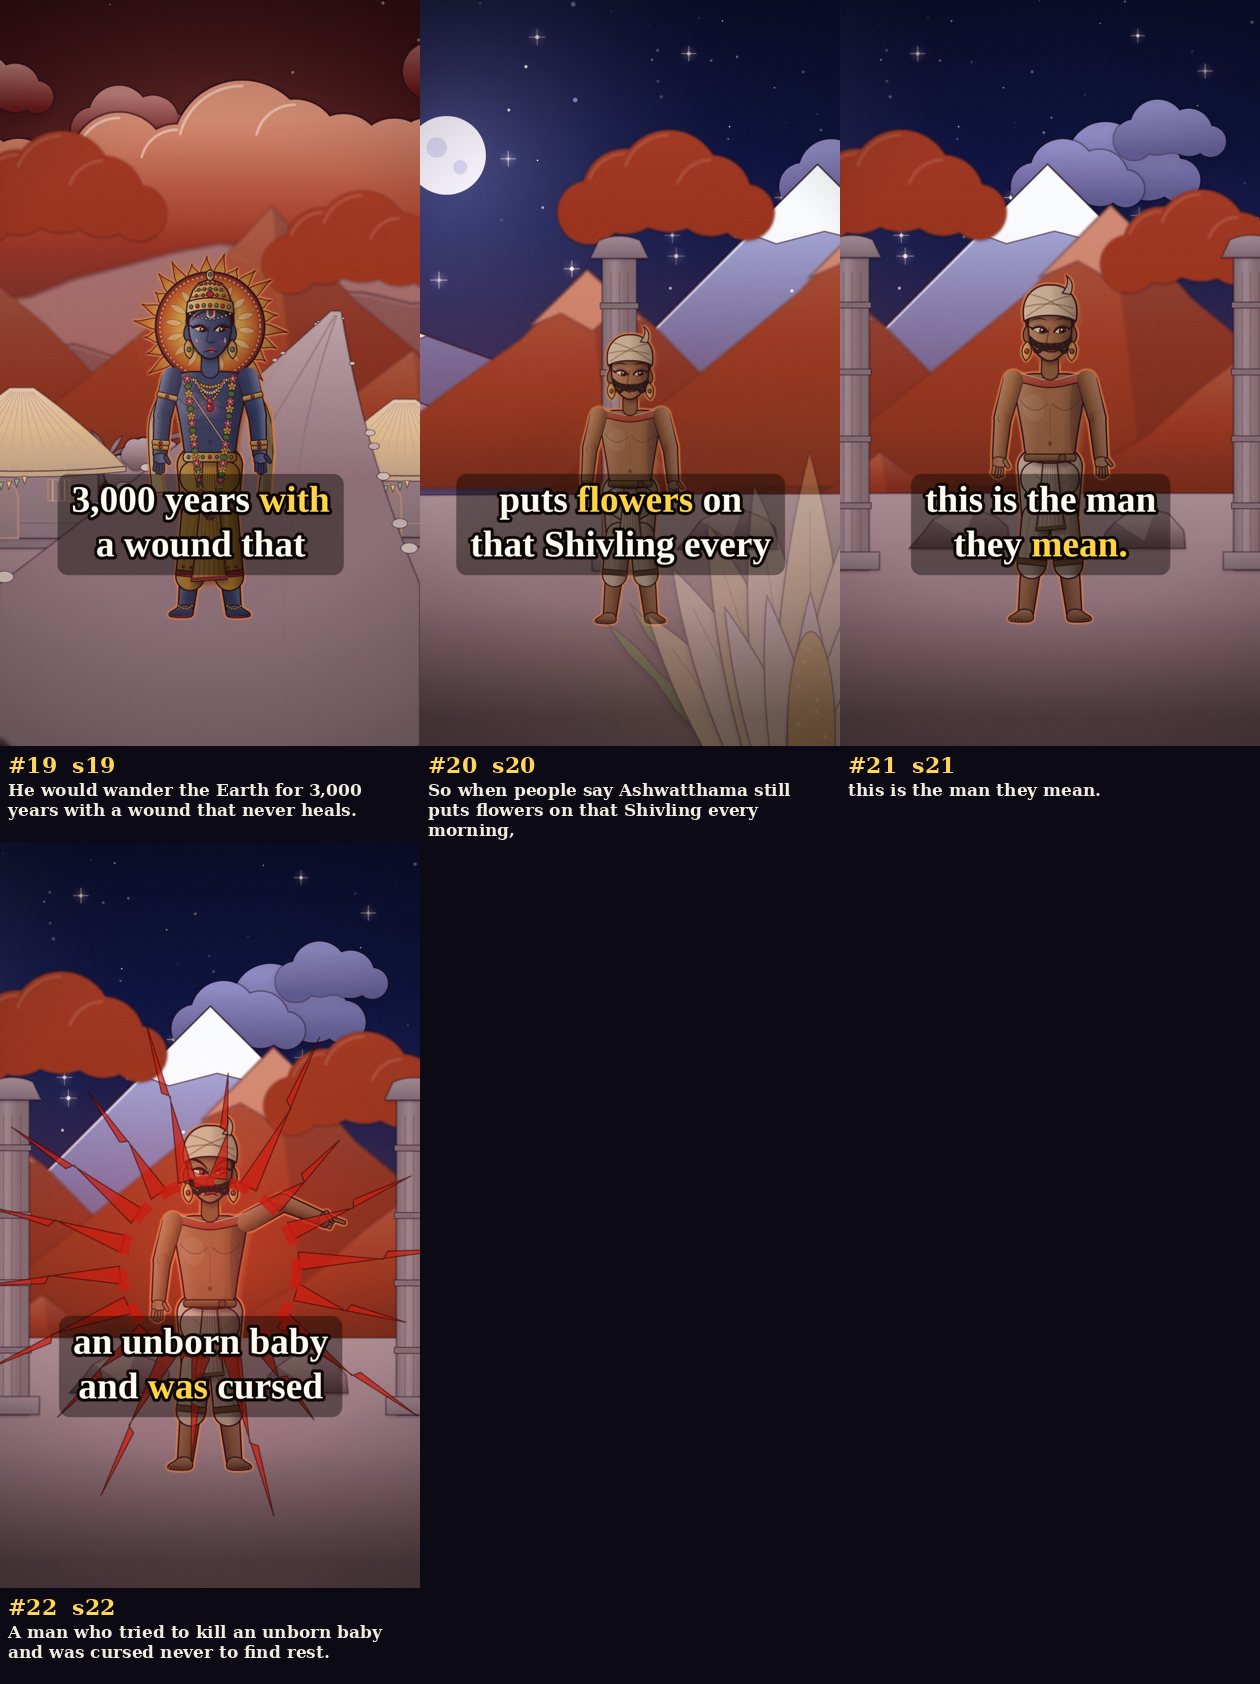 3,000 years with
a wound that
#19 s19
He would wander the Earth for 3,000
years with a wound that never heals.
puts flowers on
that Shivling every
#20 s20
So when people say Ashwatthama still
puts flowers on that Shivling every
morning,
this is the man
they mean.
#21 s21
this is the man they mean.
an unborn baby
and was cursed
#22 s22
A man who tried to kill an unborn baby
and was cursed never to find rest.